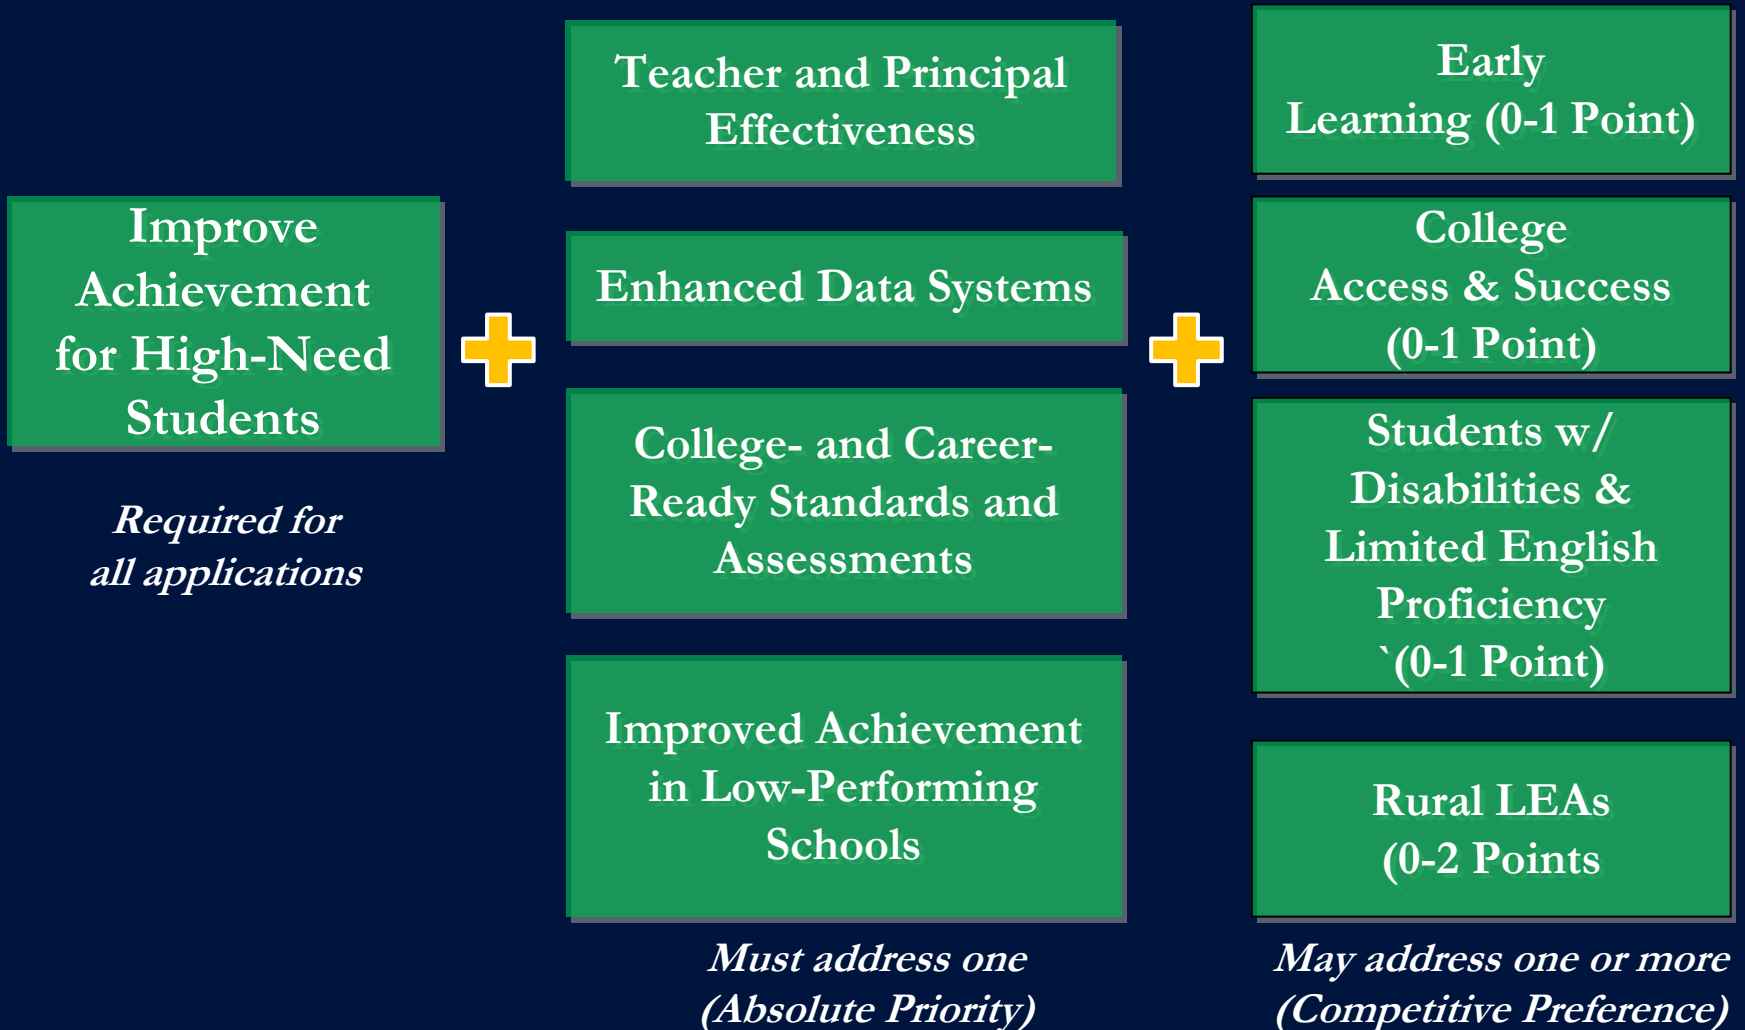 Improve
Achievement
for High-Need
Students
Required for
all applications
Teacher and Principal
Effectiveness
Enhanced Data Systems
College- and Career-
Ready Standards and
Assessments
Improved Achievement
in Low-Performing
Schools
Must address one
(Absolute Priority)
Early
Learning (0-1 Point)
College
Access & Success
(0-1 Point)
Students w/
Disabilities &
Limited English
Proficiency
`(0-1 Point)
Rural LEAs
(0-2 Points
May address one or more
(Competitive Preference)